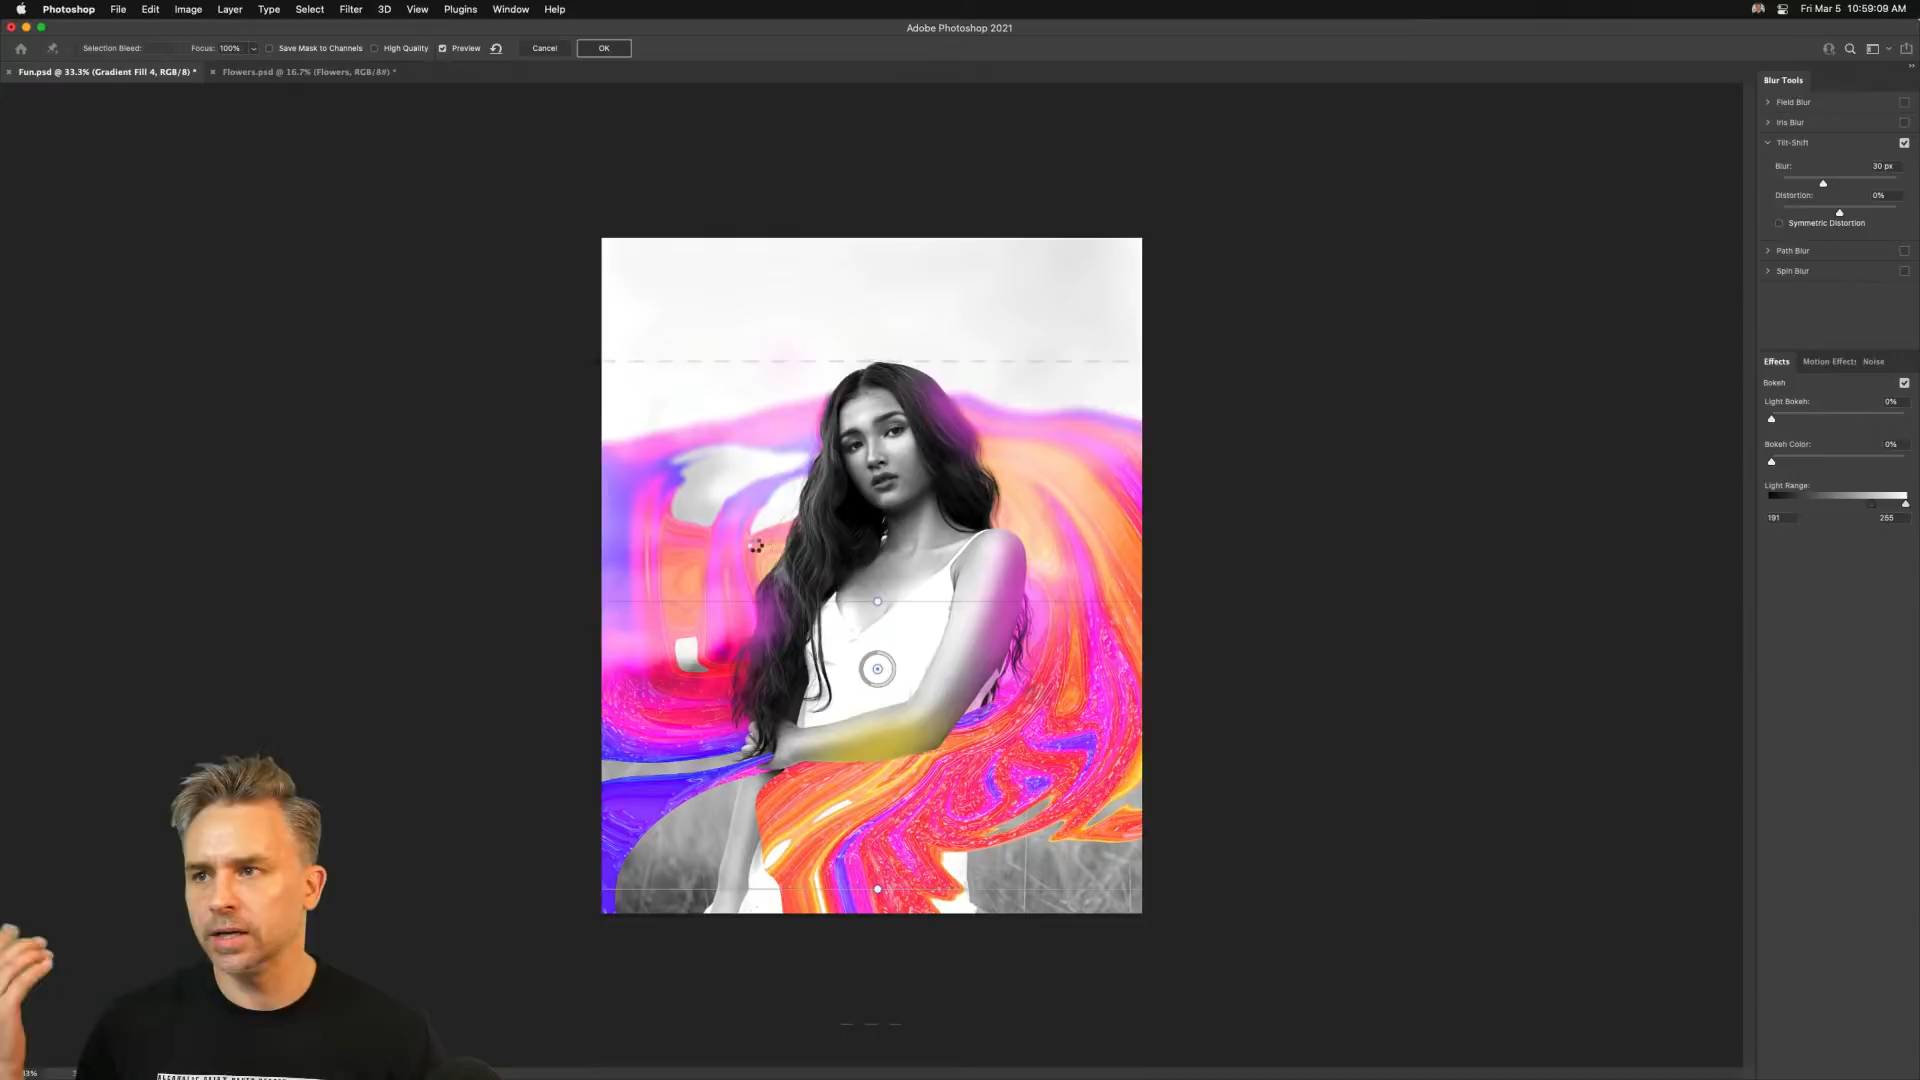 Photoshop File Edit Image Layer Type Select Filter 3D View Plugins Window Help Fri Mar 5 10:59:09 AM
Adobe Photoshop 2021
Selection Bleed: Focus: 100% Save Mask to Channels High Quality Preview Cancel OK
Fun.psd @ 33.3% (Gradient Fill 4, RGB/8) * Flowers.psd @ 16.7% (Flowers, RGB/8#) *
Blur Tools
Field Blur
Iris Blur
Tilt-Shift
Blur: 30 px
Distortion: 0%
Symmetric Distortion
Path Blur
Spin Blur
Effects Motion Effects Noise
Bokeh
Light Bokeh: 0%
Bokeh Color: 0%
Light Range:
191 255